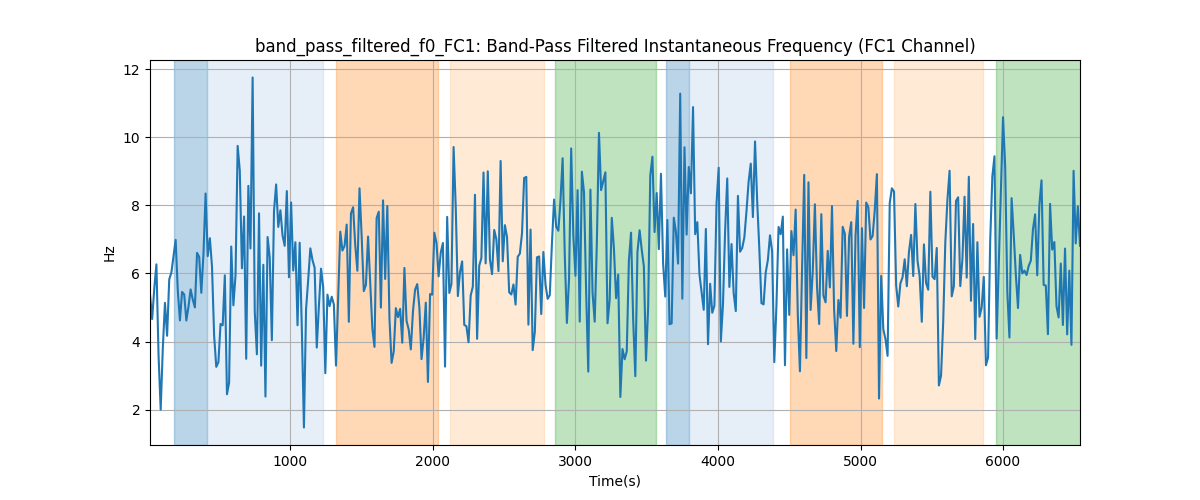 band_pass_filtered_f0_FC1: Band-Pass Filtered Instantaneous Frequency (FC1 Channel)
12
10
8
6
4
2
Hz
1000 2000 3000 4000 5000 6000
Time(s)